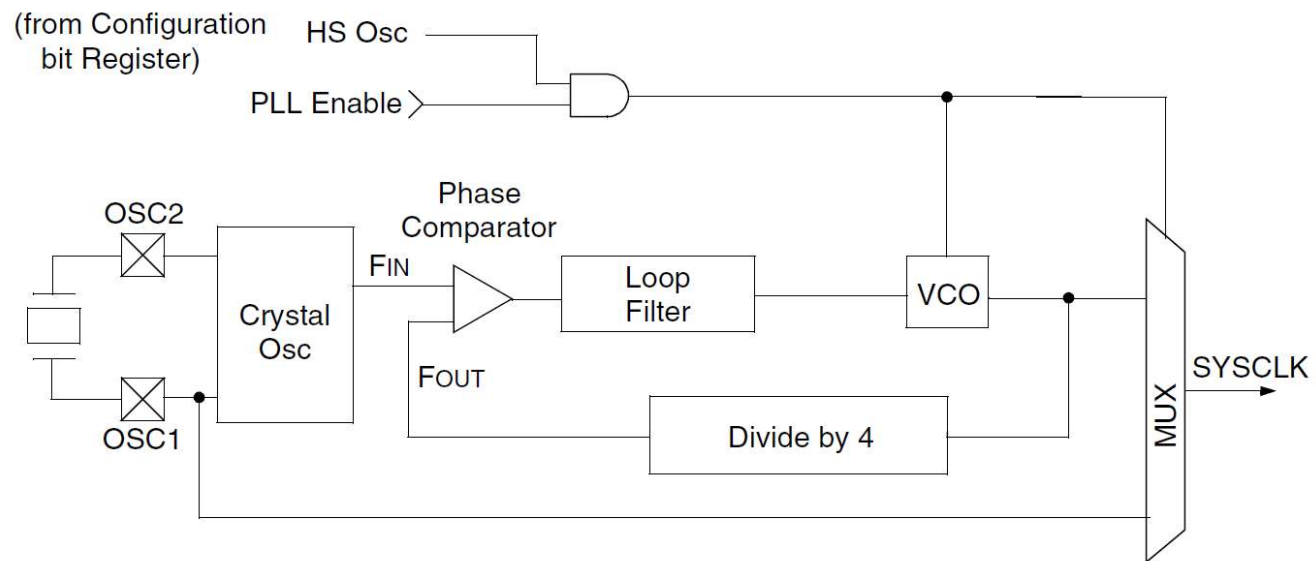 (from Configuration
bit Register)
HS Osc
PLL Enable
Phase
Comparator
OSC2
FIN
Crystal
Osc
Loop
Filter
VCO
FOUT
OSC1
Divide by 4
MUX
SYSCLK